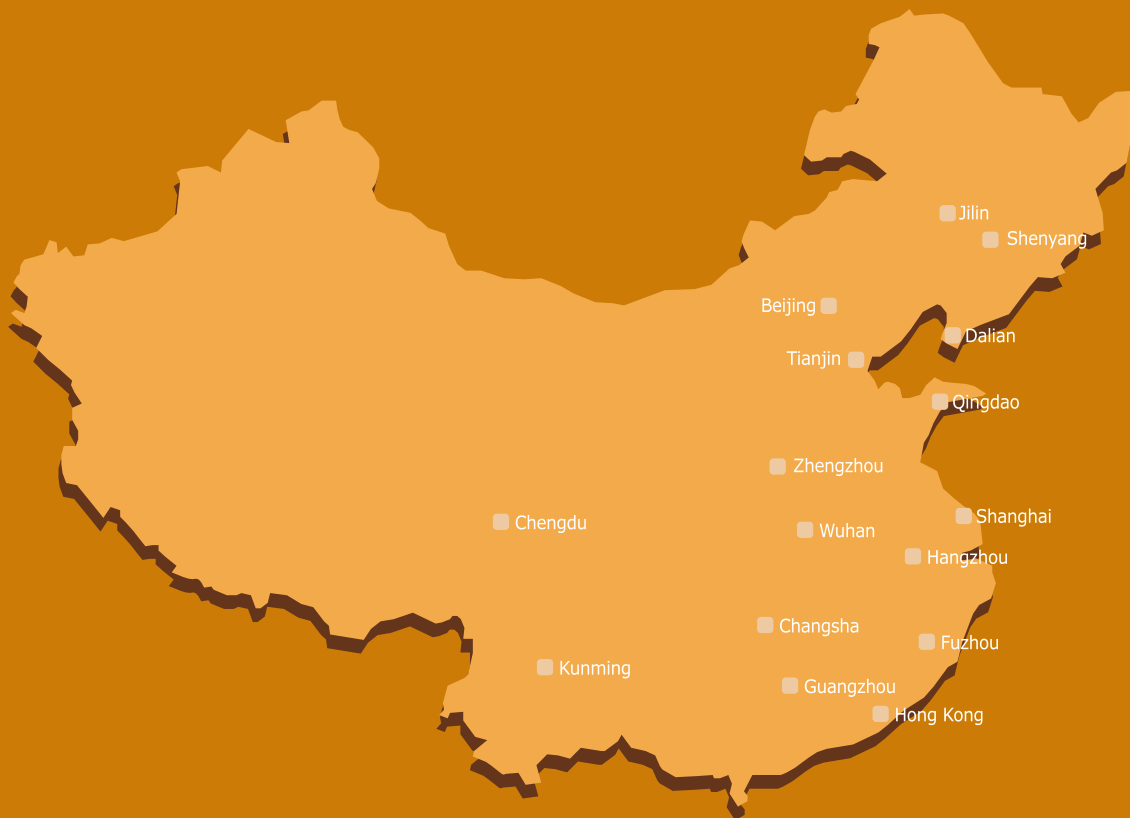 Jilin
Shenyang
Beijing
Dalian
Tianjin
Qingdao
Zhengzhou
Shanghai
Chengdu
Wuhan
Hangzhou
Changsha
Fuzhou
Kunming
Guangzhou
Hong Kong